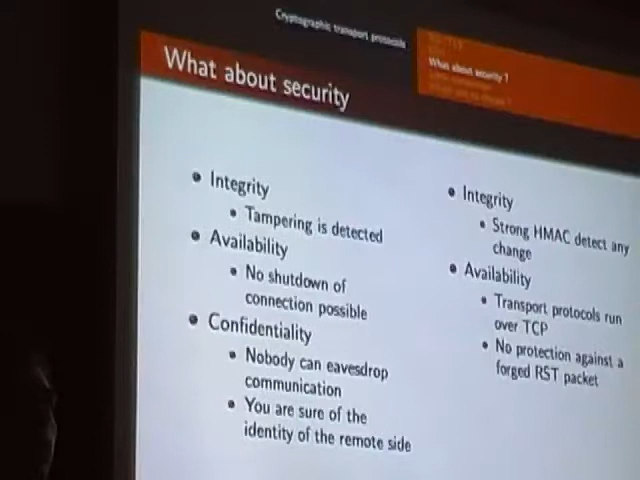 Cryptographic transport protocols
What about security ?
What about security
Integrity
Tampering is detected
Availability
No shutdown of
connection possible
Confidentiality
Nobody can eavesdrop
communication
You are sure of the
identity of the remote side
Integrity
Strong HMAC detect any
change
Availability
Transport protocols run
over TCP
No protection against a
forged RST packet